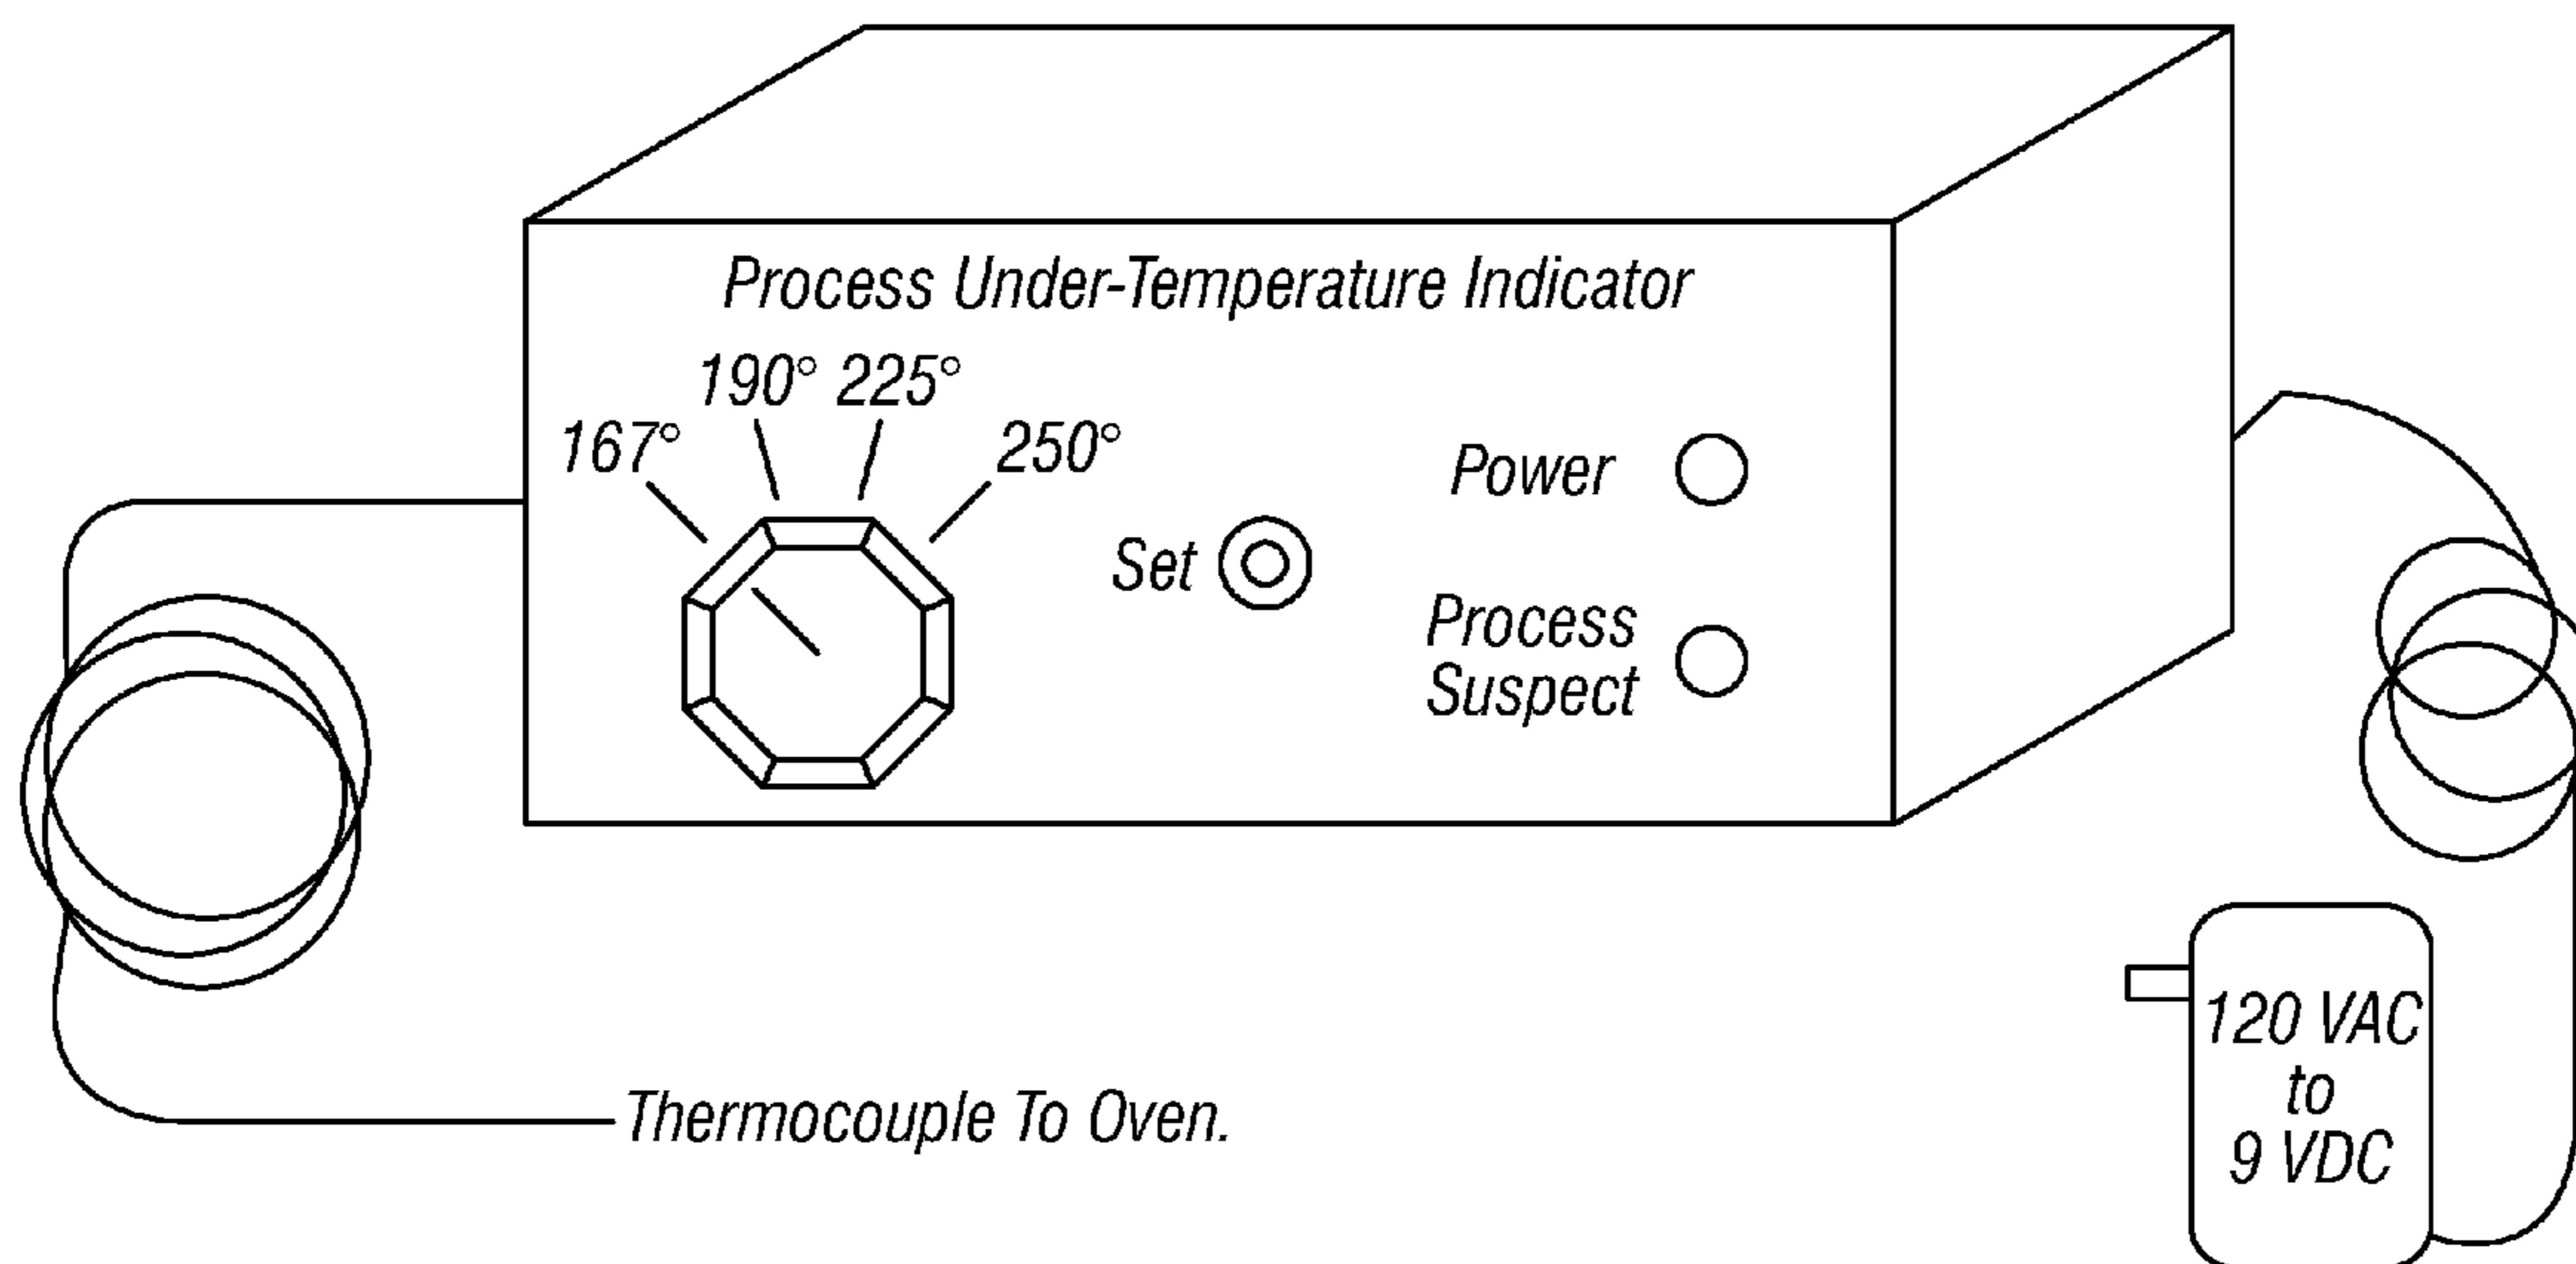 Process Under-Temperature Indicator
190° 225°
167°
250°
Power
Set
Process
Suspect
120 VAC
to
9 VDC
Thermocouple To Oven.